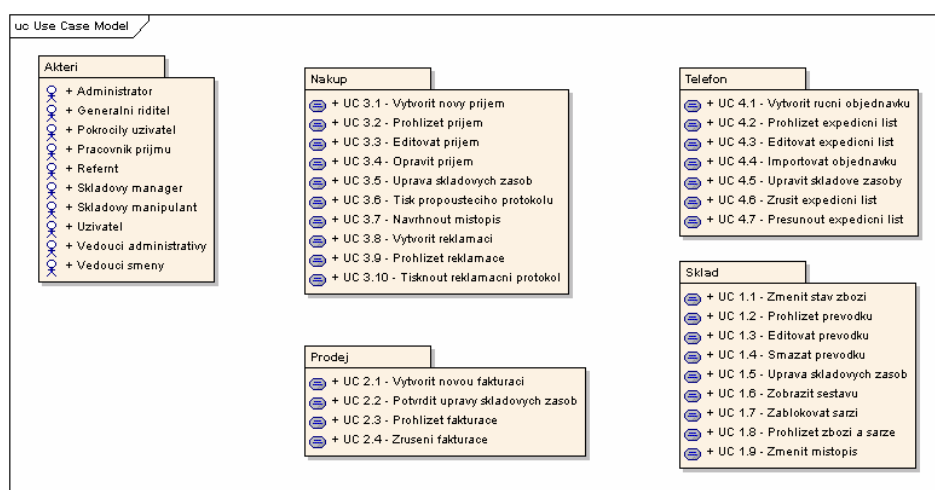 uc Use Case Model
Akteri
+ Administrator
+ Generalni riditel
+ Pokrocily uzivatel
+ Pracovnik prijmu
+ Refernt
+ Skladovy manager
+ Skladovy manipulant
+ Uzivatel
+ Vedouci administrativy
+ Vedouci smeny
Nakup
+ UC 3.1 - Vytvorit novy prijem
+ UC 3.2 - Prohlizet prijem
+ UC 3.3 - Editovat prijem
+ UC 3.4 - Opravit prijem
+ UC 3.5 - Uprava skladovych zasob
+ UC 3.6 - Tisk propousteciho protokolu
+ UC 3.7 - Navrhnout mistopis
+ UC 3.8 - Vytvorit reklamaci
+ UC 3.9 - Prohlizet reklamace
+ UC 3.10 - Tisknout reklamacni protokol
Prodej
+ UC 2.1 - Vytvorit novou fakturaci
+ UC 2.2 - Potvrdit upravy skladovych zasob
+ UC 2.3 - Prohlizet fakturace
+ UC 2.4 - Zruseni fakturace
Telefon
+ UC 4.1 - Vytvorit rucni objednavku
+ UC 4.2 - Prohlizet expedicni list
+ UC 4.3 - Editovat expedicni list
+ UC 4.4 - Importovat objednavku
+ UC 4.5 - Upravit skladove zasoby
+ UC 4.6 - Zrusit expedicni list
+ UC 4.7 - Presunout expedicni list
Sklad
+ UC 1.1 - Zmenit stav zbozi
+ UC 1.2 - Prohlizet prevodku
+ UC 1.3 - Editovat prevodku
+ UC 1.4 - Smazat prevodku
+ UC 1.5 - Uprava skladovych zasob
+ UC 1.6 - Zobrazit sestavu
+ UC 1.7 - Zablokovat sarzi
+ UC 1.8 - Prohlizet zbozi a sarze
+ UC 1.9 - Zmenit mistopis